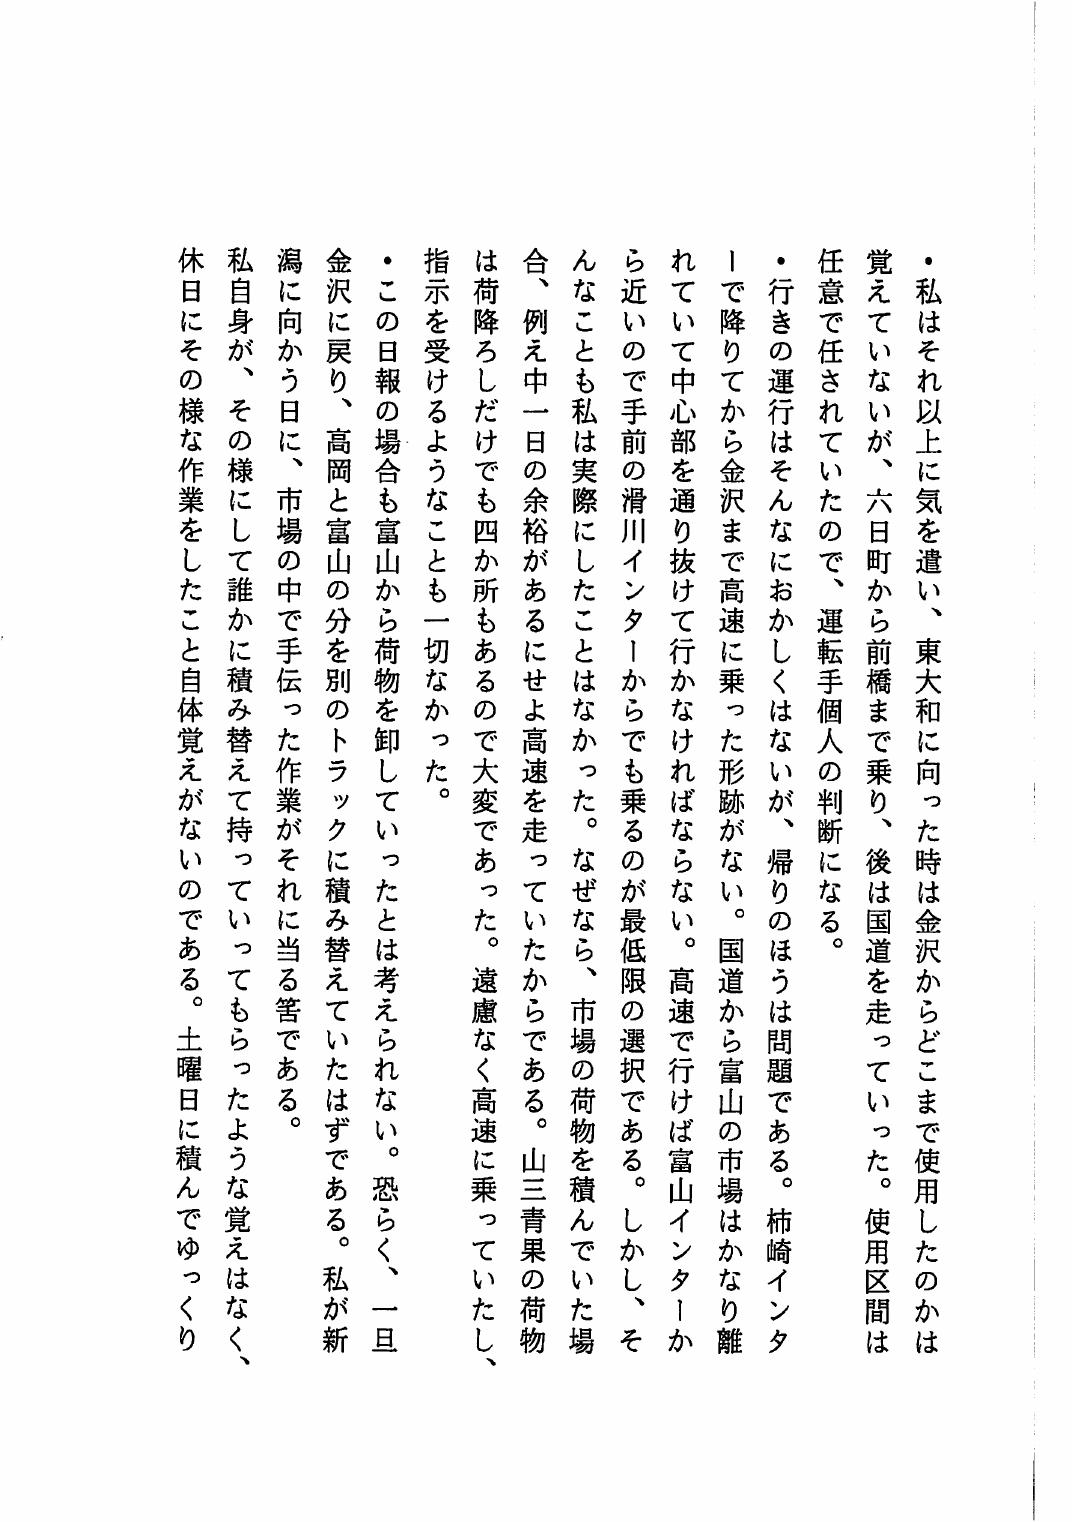 ・私はそれ以上に気を遣い、東大和に向った時は金沢からどこまで使用したのかは
覚えていないが、六日町から前橋まで乗り、後は国道を走っていった。使用区間は
任意で任されていたので、運転手個人の判断になる。
・行きの運行はそんなにおかしくはないが、帰りのほうは問題である。柿崎インタ
ーで降りてから金沢まで高速に乗った形跡がない。国道から富山の市場はかなり離
れていて中心部を通り抜けて行かなければならない。高速で行けば富山インターか
ら近いので手前の滑川インターからでも乗るのが最低限の選択である。しかし、そ
んなことも私は実際にしたことはなかった。なぜなら、市場の荷物を積んでいた場
合、例え中一日の余裕があるにせよ高速を走っていたからである。山三青果の荷物
は荷降ろしだけでも四か所もあるので大変であった。遠慮なく高速に乗っていたし、
指示を受けるようなことも一切なかった。
・この日報の場合も富山から荷物を卸していったとは考えられない。恐らく、一旦
金沢に戻り、高岡と富山の分を別のトラックに積み替えていたはずである。私が新
潟に向かう日に、市場の中で手伝った作業がそれに当る筈である。
私自身が、その様にして誰かに積み替えて持っていってもらったような覚えはなく、
休日にその様な作業をしたこと自体覚えがないのである。土曜日に積んでゆっくり